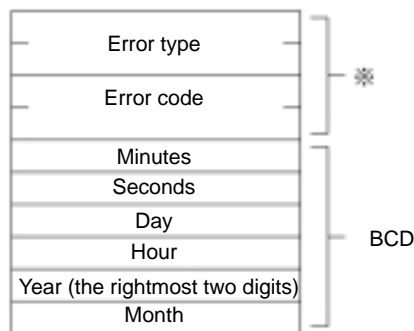 Error type
※
Error code
Minutes
Seconds
Day
BCD
Hour
Year (the rightmost two digits)
Month